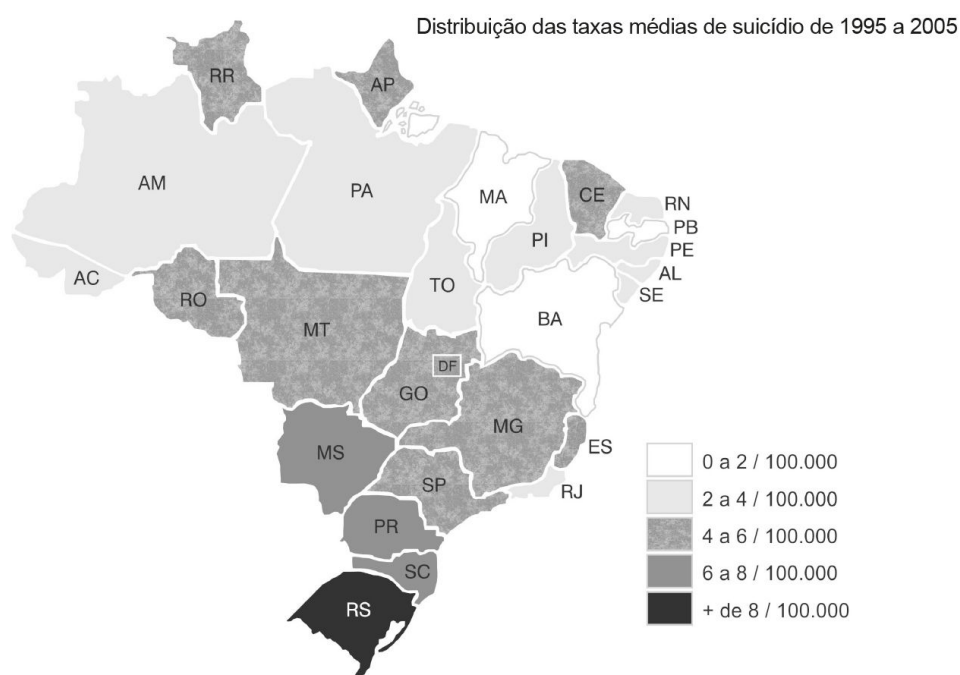 Distribuição das taxas médias de suicídio de 1995 a 2005
RR
AP
AM
PA
MA
CE
RN
PB
PE
AL
SE
PI
AC
TO
RO
MT
BA
DF
GO
MG
ES
MS
SP
RJ
PR
SC
RS
0 a 2 / 100.000
2 a 4 / 100.000
4 a 6 / 100.000
6 a 8 / 100.000
+ de 8 / 100.000